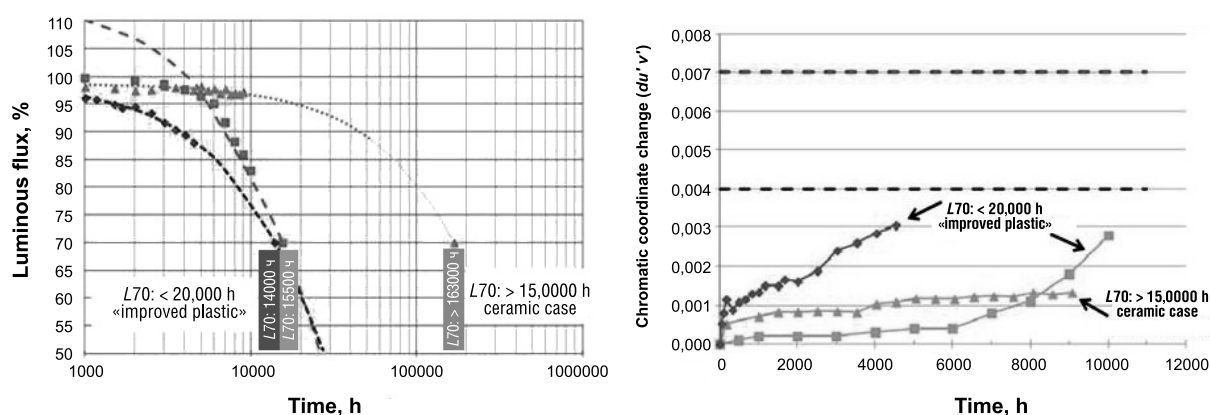 110
105
100
95
90
85
80
75
70
65
60
55
50
Luminous flux, %
L70: < 20,000 h
«improved plastic»
L70: 14000 ч
L70: 15500 ч
L70: > 163000 ч
L70: > 15,0000 h
ceramic case
1000
10000
100000
1000000
Time, h
0,008
0,007
0,006
0,005
0,004
0,003
0,002
0,001
0,000
Chromatic coordinate change (du' v')
L70: < 20,000 h
«improved plastic»
L70: > 15,0000 h
ceramic case
0
2000
4000
6000
8000
10000
12000
Time, h